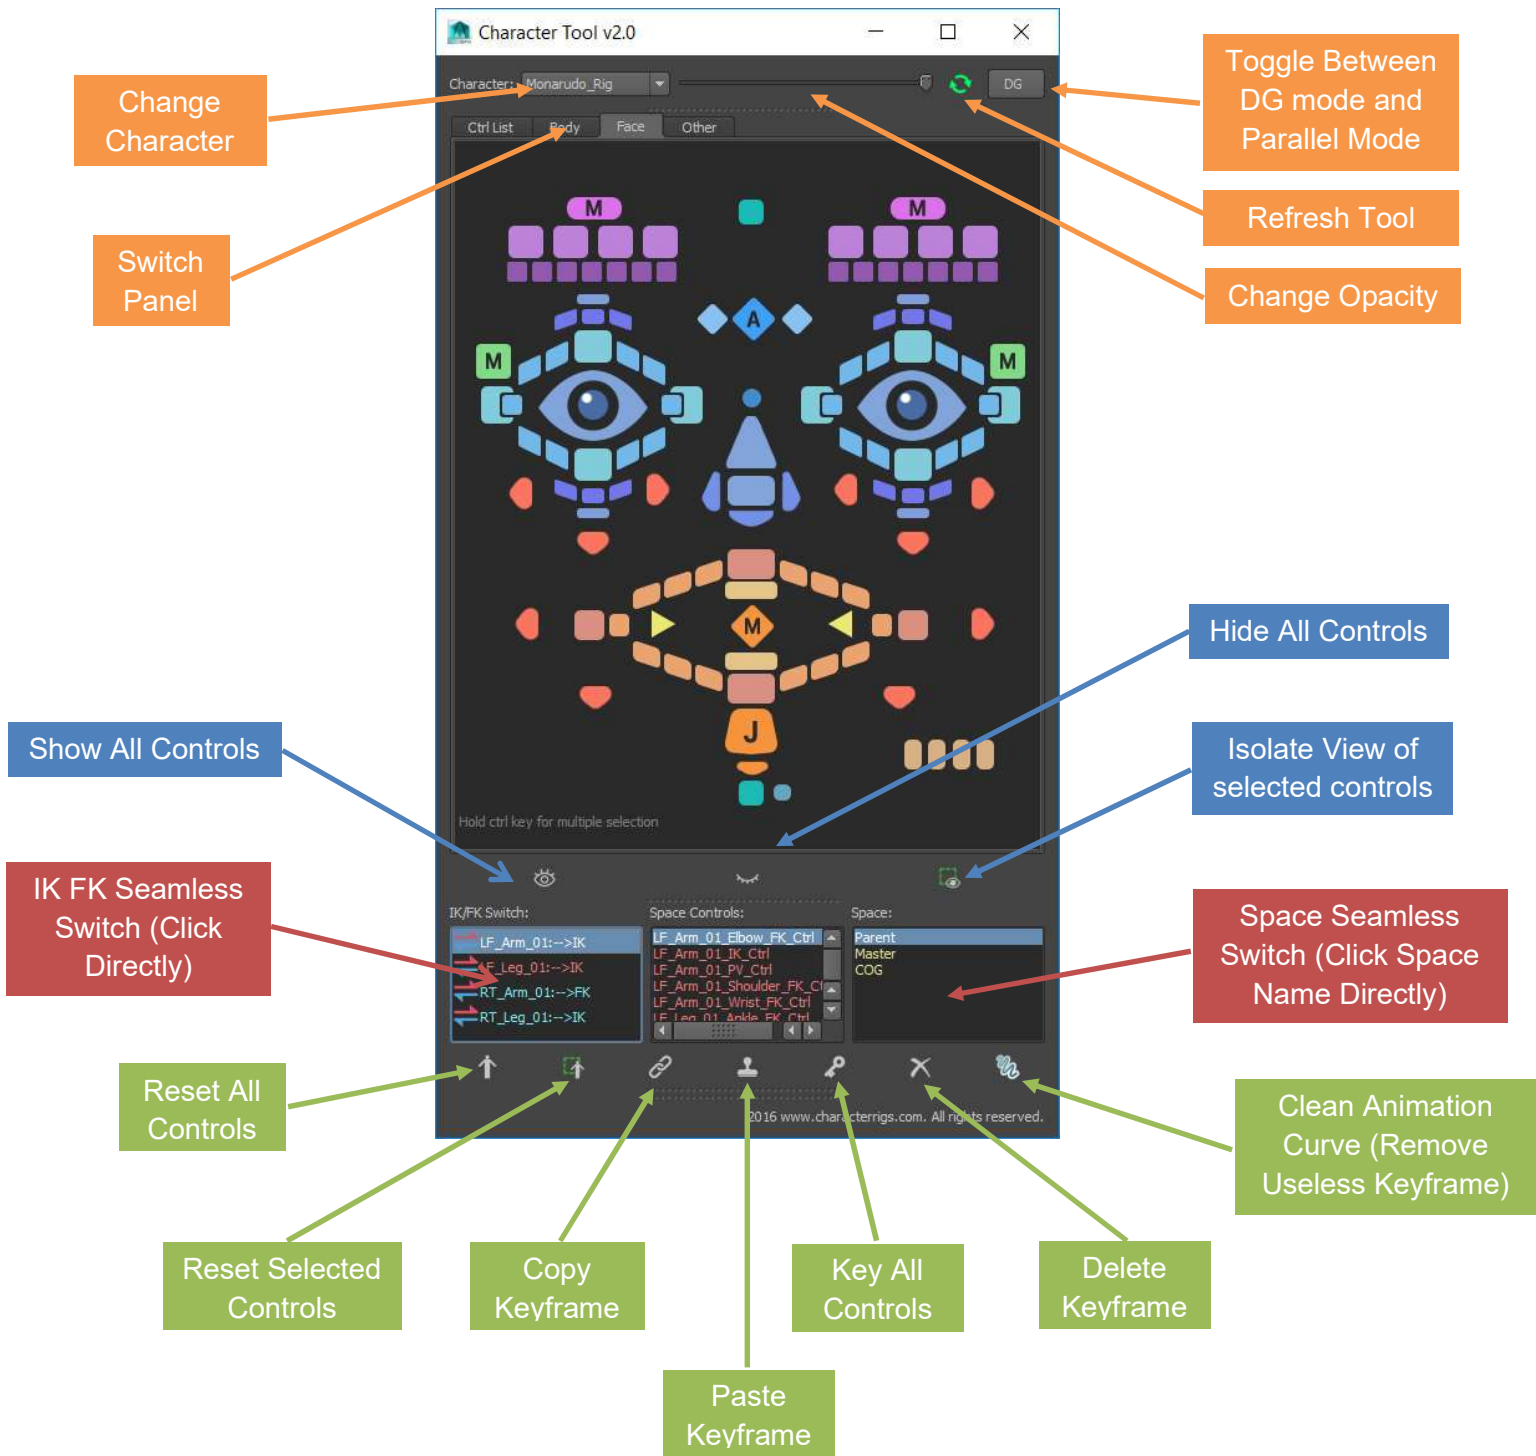 Character Tool v2.0
Character:
Monarudo_Rig
DG
Ctrl List
Body
Face
Other
Change
Character
Switch
Panel
Toggle Between
DG mode and
Parallel Mode
Refresh Tool
Change Opacity
M
M
A
M
M
M
J
Hold ctrl key for multiple selection
Hide All Controls
Show All Controls
Isolate View of
selected controls
IK FK Seamless
Switch (Click
Directly)
Space Seamless
Switch (Click Space
Name Directly)
IK/FK Switch:
LF_Arm_01:-->IK
LF_Leg_01:-->IK
RT_Arm_01:-->FK
RT_Leg_01:-->IK
Space Controls:
LF_Arm_01_Elbow_FK_Ctrl
LF_Arm_01_IK_Ctrl
LF_Arm_01_PV_Ctrl
LF_Arm_01_Shoulder_FK_Ct
LF_Arm_01_Wrist_FK_Ctrl
LF_Leg_01_Ankle_FK_Ctrl
Space:
Parent
Master
COG
2016 www.characterrigs.com. All rights reserved.
Reset All
Controls
Clean Animation
Curve (Remove
Useless Keyframe)
Reset Selected
Controls
Copy
Keyframe
Key All
Controls
Delete
Keyframe
Paste
Keyframe